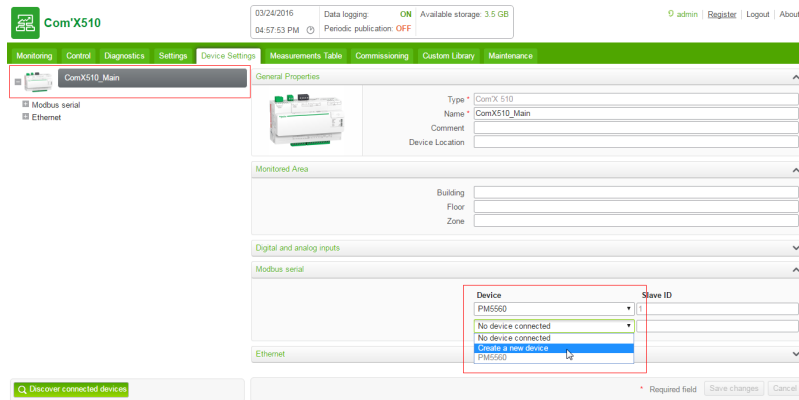 Com'X510
03/24/2016
04:57:53 PM
Data logging: ON
Periodic publication: OFF
Available storage: 3.5 GB
admin Register Logout About
Monitoring Control Diagnostics Settings Device Settings Measurements Table Commissioning Custom Library Maintenance
ComX510_Main
Modbus serial
Ethernet
General Properties
Type * Com'X 510
Name * ComX510_Main
Comment
Device Location
Monitored Area
Building
Floor
Zone
Digital and analog inputs
Modbus serial
Device Slave ID
PM5560 1
No device connected
No device connected
Create a new device
PM5560
Ethernet
Discover connected devices
* Required field Save changes Cancel